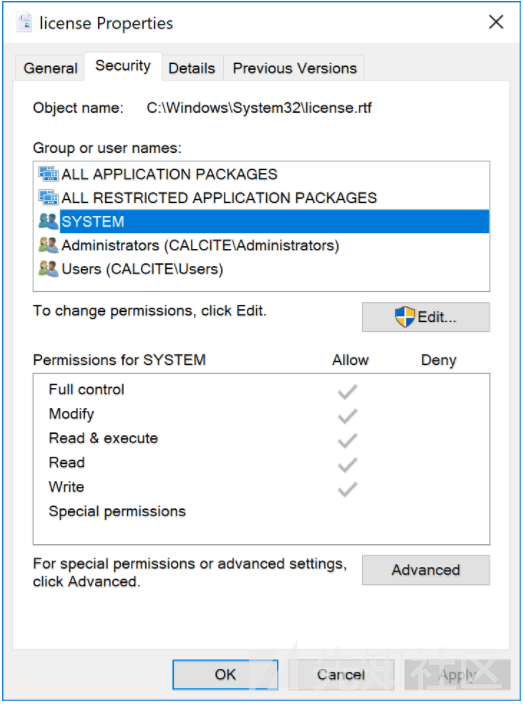 license Properties
General Security Details Previous Versions
Object name: C:\Windows\System32\license.rtf
Group or user names:
ALL APPLICATION PACKAGES
ALL RESTRICTED APPLICATION PACKAGES
SYSTEM
Administrators (CALCITE\Administrators)
Users (CALCITE\Users)
To change permissions, click Edit.
Edit...
Permissions for SYSTEM Allow Deny
Full control
Modify
Read & execute
Read
Write
Special permissions
For special permissions or advanced settings,
click Advanced.
Advanced
OK Cancel Apply
先知社区